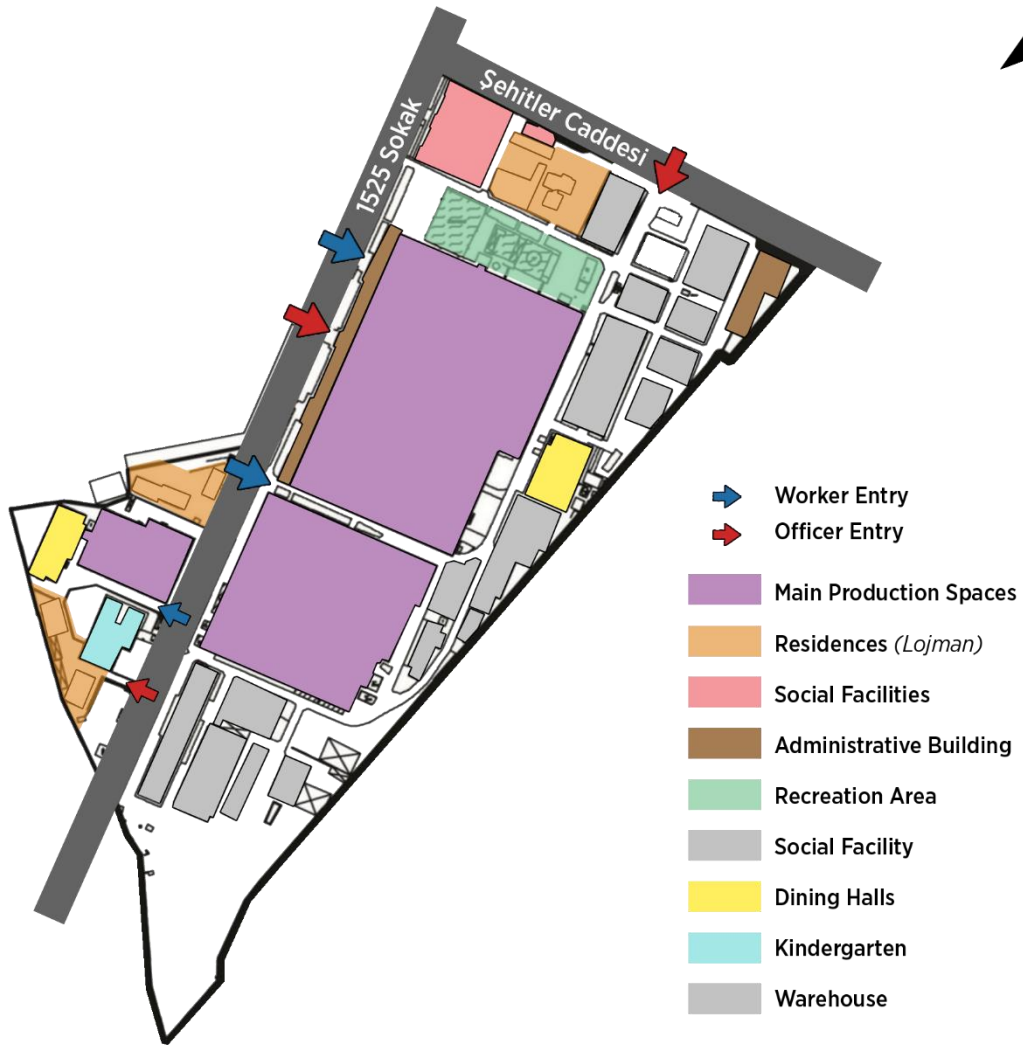 Şehitler Caddesi
1525 Sokak
Worker Entry
Officer Entry
Main Production Spaces
Residences (Lojman)
Social Facilities
Administrative Building
Recreation Area
Social Facility
Dining Halls
Kindergarten
Warehouse